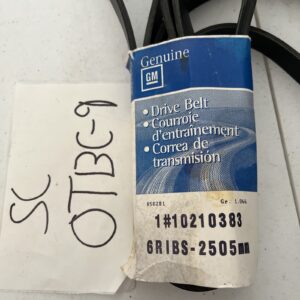 SC
OTBC-9
Genuine
GM
• Drive Belt
• Courroie
d'entraînement
• Correa de
transmisión
1#10210383
6RIBS-2505mm